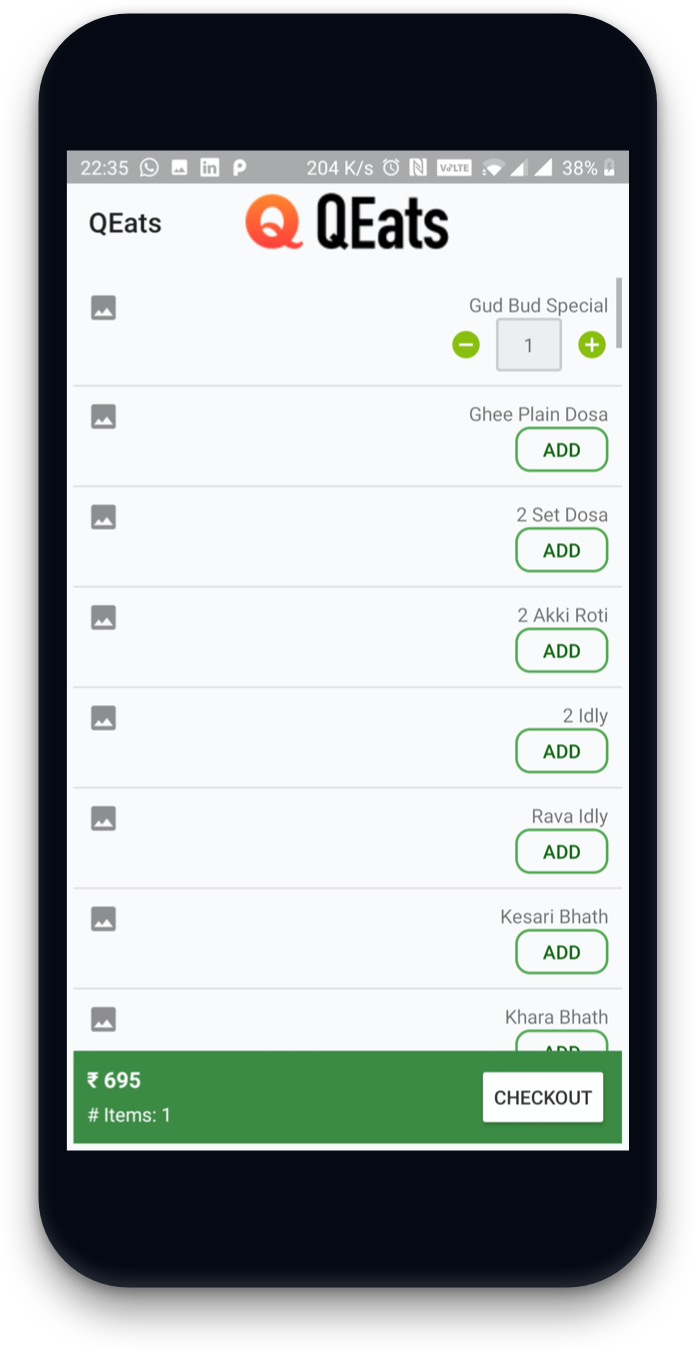 22:35 204 K/s VoLTE 38%
QEats QEats
Gud Bud Special
1
Ghee Plain Dosa
ADD
2 Set Dosa
ADD
2 Akki Roti
ADD
2 Idly
ADD
Rava Idly
ADD
Kesari Bhath
ADD
Khara Bhath
ADD
₹ 695
# Items: 1
CHECKOUT